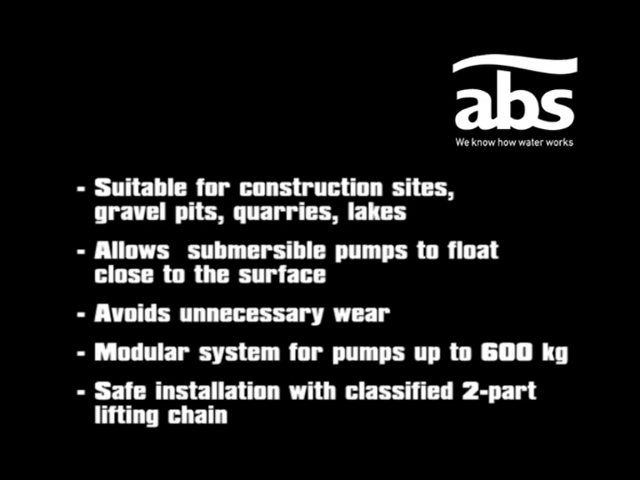 abs
We know how water works
- Suitable for construction sites,
gravel pits, quarries, lakes
- Allows  submersible pumps to float
close to the surface
- Avoids unnecessary wear
- Modular system for pumps up to 600 kg
- Safe installation with classified 2-part
lifting chain